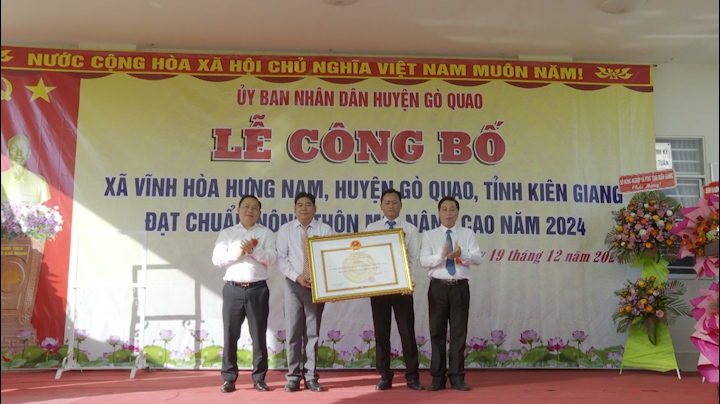 NƯỚC CỘNG HÒA XÃ HỘI CHỦ NGHĨA VIỆT NAM MUÔN NĂM!
ỦY BAN NHÂN DÂN HUYỆN GÒ QUAO
LỄ CÔNG BỐ
XÃ VĨNH HÒA HƯNG NAM, HUYỆN GÒ QUAO, TỈNH KIÊN GIANG
ĐẠT CHUẨN NÔNG THÔN MỚI NÂNG CAO NĂM 2024
19 tháng 12 năm